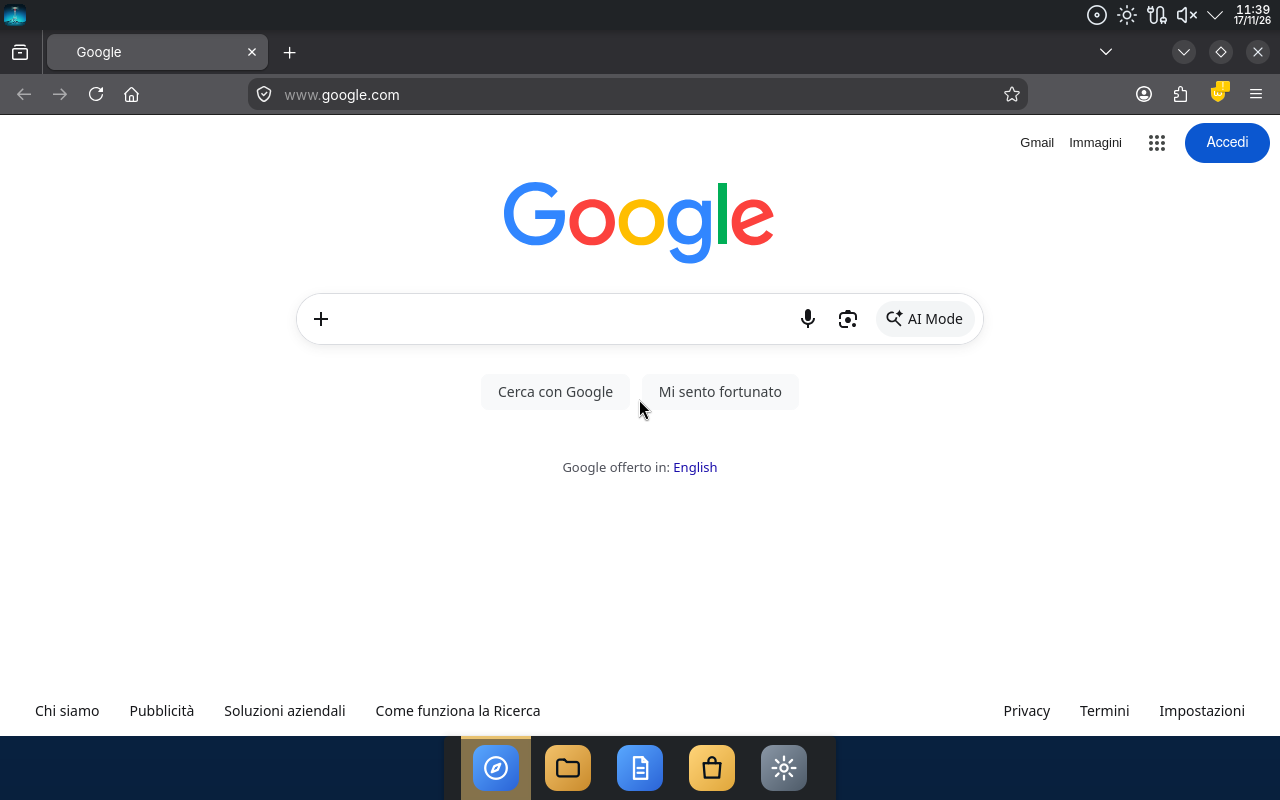 11:39
17/11/26
Google
www.google.com
Gmail Immagini Accedi
Google
AI Mode
Cerca con Google Mi sento fortunato
Google offerto in: English
Chi siamo Pubblicità Soluzioni aziendali Come funziona la Ricerca Privacy Termini Impostazioni